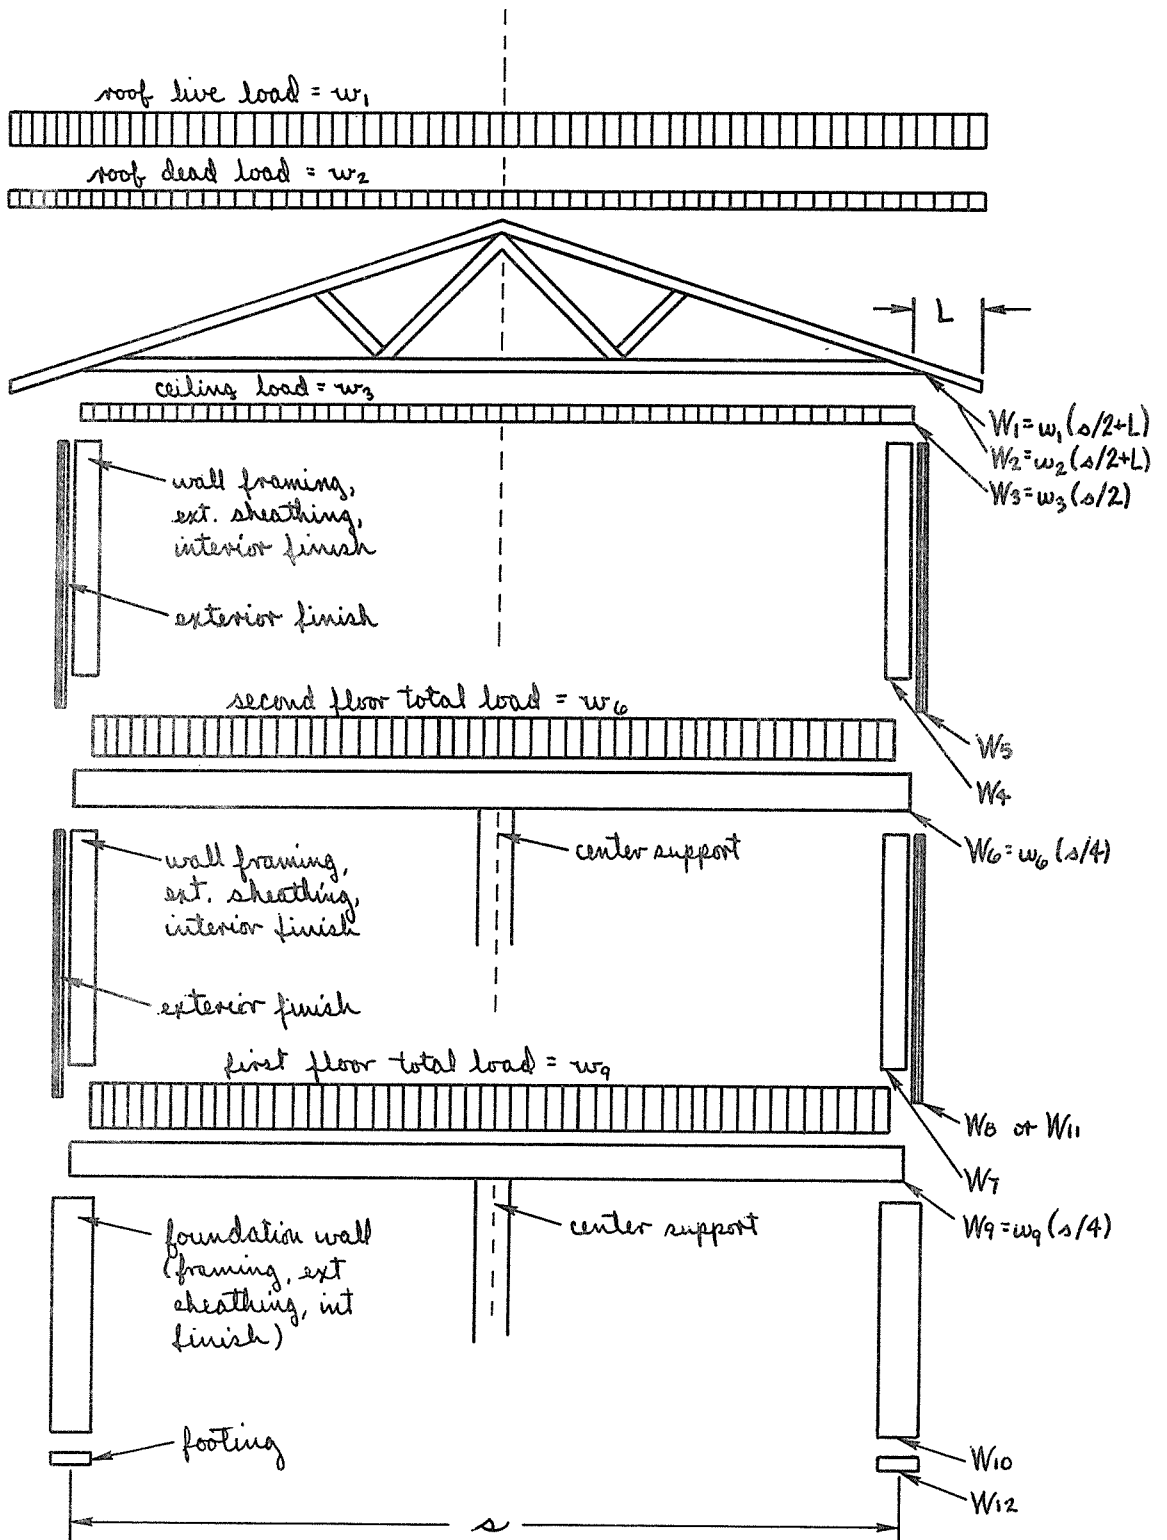 roof live load = w₁
roof dead load = w₂
L
ceiling load = w₃
W₁ = w₁(s/2+L)
W₂ = w₂(s/2+L)
W₃ = w₃(s/2)
wall framing,
ext. sheathing,
interior finish
exterior finish
second floor total load = w₆
W₅
W₄
W₆ = w₆(s/4)
center support
wall framing,
ext. sheathing,
interior finish
exterior finish
first floor total load = w₉
W₈ or W₁₁
W₇
W₉ = w₉(s/4)
center support
foundation wall
(framing, ext
sheathing, int
finish)
footing
W₁₀
W₁₂
s